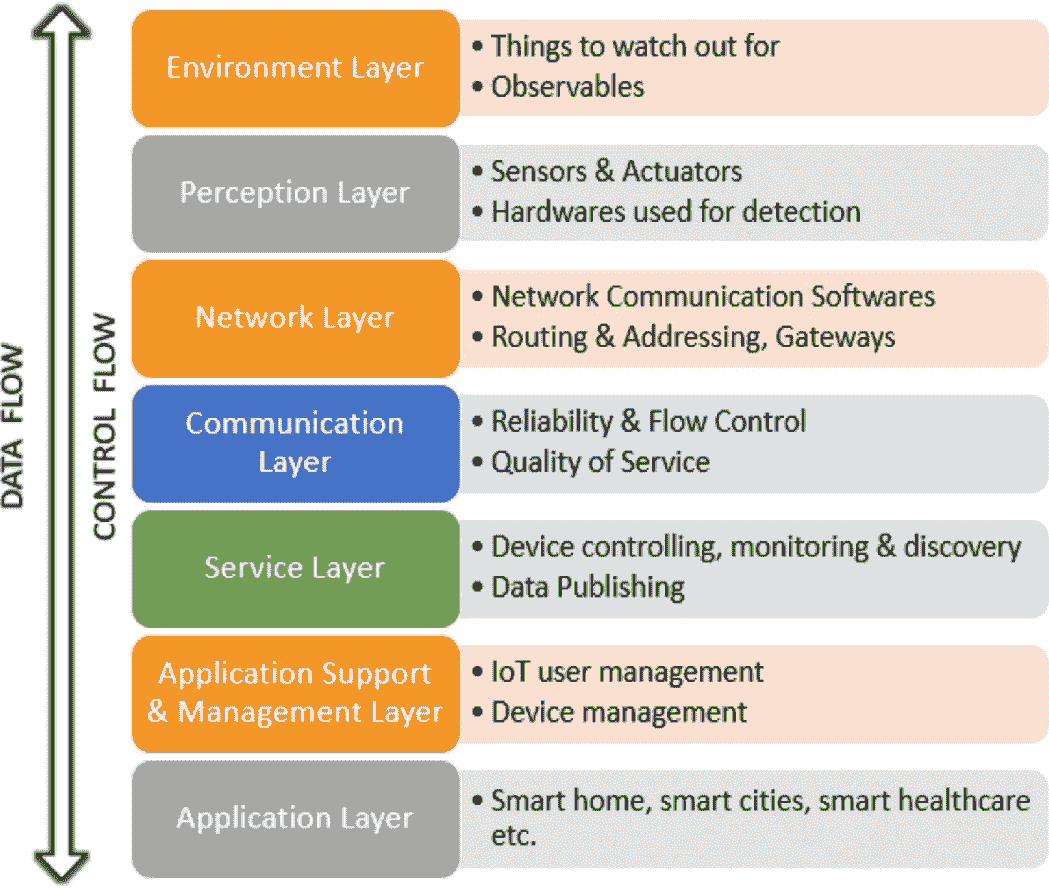 DATA FLOW
CONTROL FLOW
Environment Layer
• Things to watch out for
• Observables
Perception Layer
• Sensors & Actuators
• Hardwares used for detection
Network Layer
• Network Communication Softwares
• Routing & Addressing, Gateways
Communication
Layer
• Reliability & Flow Control
• Quality of Service
Service Layer
• Device controlling, monitoring & discovery
• Data Publishing
Application Support
& Management Layer
• IoT user management
• Device management
Application Layer
• Smart home, smart cities, smart healthcare
etc.